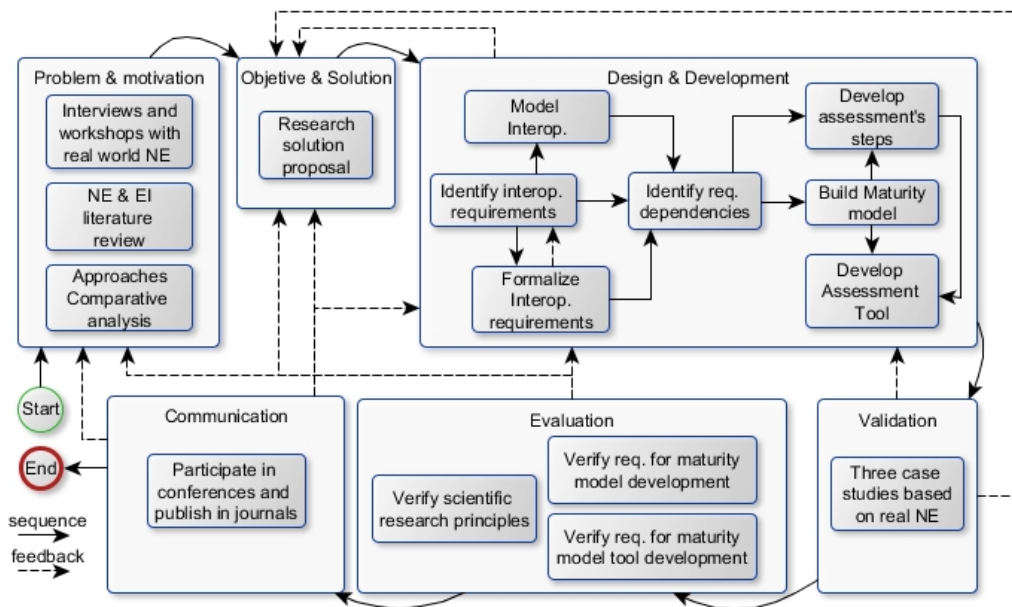 Problem & motivation
Interviews and
workshops with
real world NE
NE & EI
literature
review
Approaches
Comparative
analysis
Objetive & Solution
Research
solution
proposal
Design & Development
Model
Interop.
Identify interop.
requirements
Formalize
Interop.
requirements
Identify req.
dependencies
Develop
assessment's
steps
Build Maturity
model
Develop
Assessment
Tool
Start
End
sequence
feedback
Communication
Participate in
conferences and
publish in journals
Evaluation
Verify scientific
research principles
Verify req. for maturity
model development
Verify req. for maturity
model tool development
Validation
Three case
studies based
on real NE